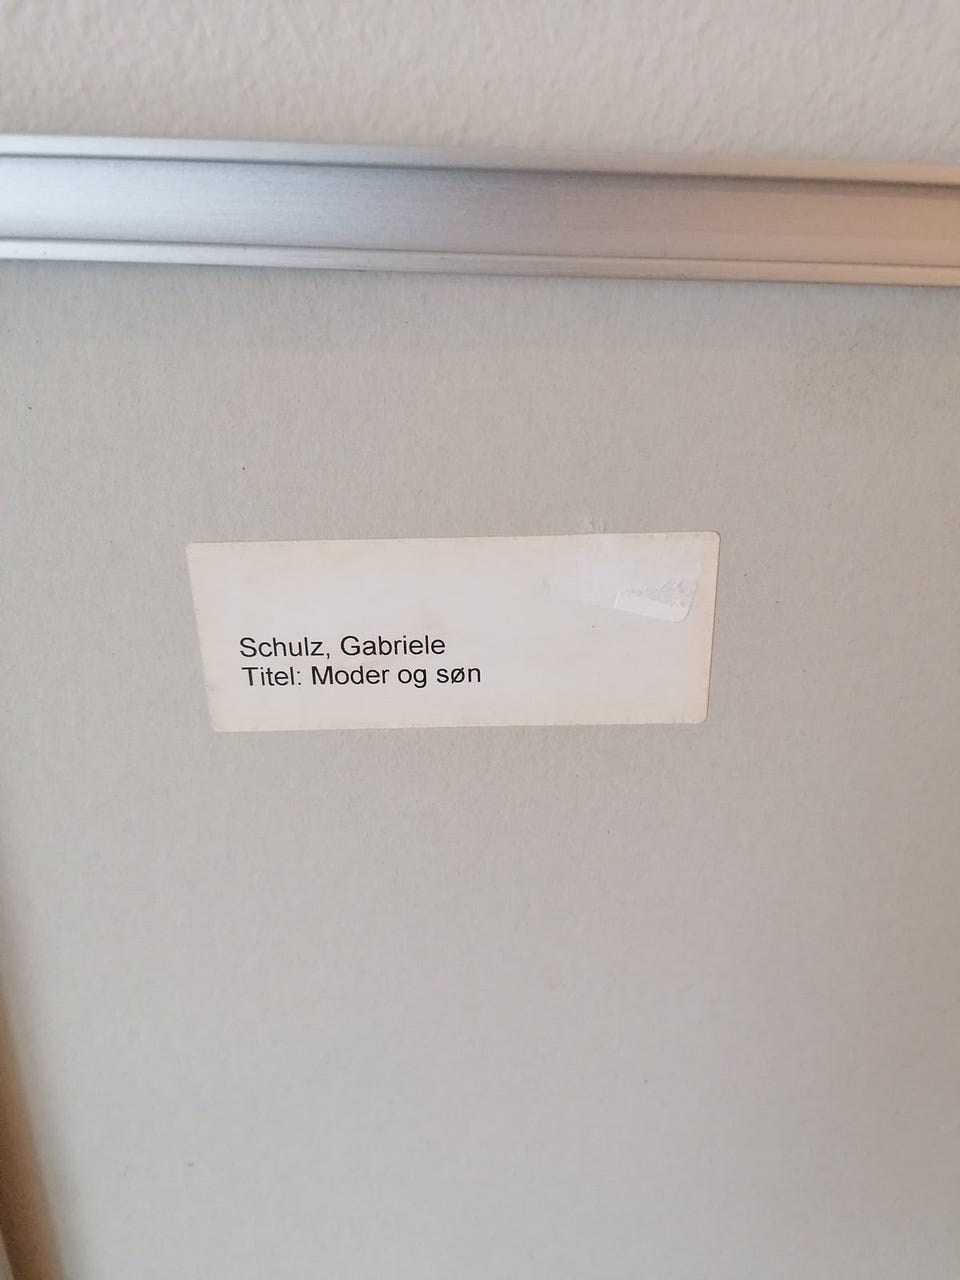 Schulz, Gabriele
Titel: Moder og søn